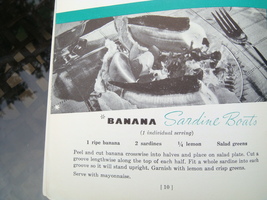 *BANANA Sardine Boats
(1 individual serving)
1 ripe banana 2 sardines ¼ lemon Salad greens
Peel and cut banana crosswise into halves and place on salad plate. Cut a
groove lengthwise along the top of each half. Fit a whole sardine into each
groove so it will stand upright. Garnish with lemon and crisp greens.
Serve with mayonnaise.
[ 10 ]